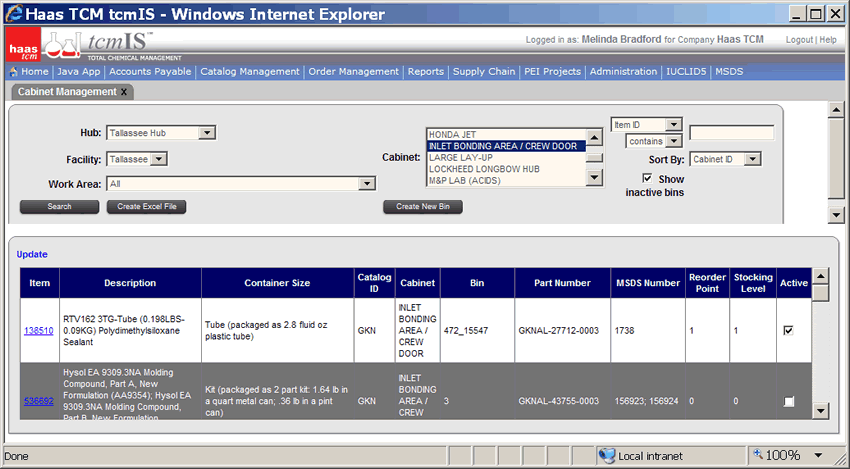 Haas TCM tcmIS - Windows Internet Explorer
haas tcm
tcmIS™
TOTAL CHEMICAL MANAGEMENT
Logged in as: Melinda Bradford for Company Haas TCM
Logout | Help
Home | Java App | Accounts Payable | Catalog Management | Order Management | Reports | Supply Chain | PEI Projects | Administration | IUCLID5 | MSDS
Cabinet Management x
Hub: Tallassee Hub
Facility: Tallassee
Work Area: All
Search
Create Excel File
Cabinet:
HONDA JET
INLET BONDING AREA / CREW DOOR
LARGE LAY-UP
LOCKHEED LONGBOW HUB
M&P LAB (ACIDS)
Create New Bin
Item ID
contains
Sort By: Cabinet ID
Show
inactive bins
Update
Item
Description
Container Size
Catalog
ID
Cabinet
Bin
Part Number
MSDS Number
Reorder
Point
Stocking
Level
Active
138510
RTV162 3TG-Tube (0.198LBS-
0.09KG) Polydimethylsiloxane
Sealant
Tube (packaged as 2.8 fluid oz
plastic tube)
GKN
INLET
BONDING
AREA /
CREW
DOOR
472_15547
GKNAL-27712-0003
1738
1
1
536692
Hysol EA 9309.3NA Molding
Compound, Part A, New
Formulation (AA9354); Hysol EA
9309.3NA Molding Compound,
Part B, New Formulation
Kit (packaged as 2 part kit: 1.64 lb in
a quart metal can; .36 lb in a pint
can)
GKN
INLET
BONDING
AREA /
CREW
3
GKNAL-43755-0003
156923; 156924
0
0
Done
Local intranet
100%